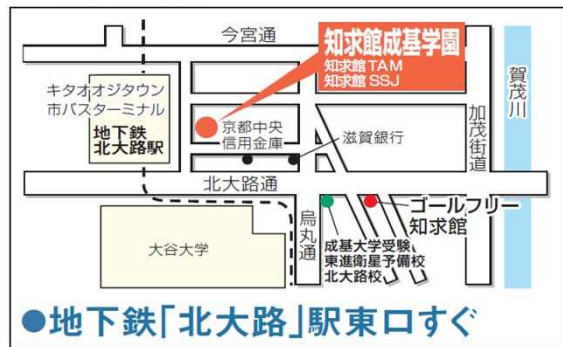 今宮通
知求館成基学園
知求館TAM
知求館SSJ
キタオオジタウン
市バスターミナル
地下鉄
北大路駅
京都中央
信用金庫
滋賀銀行
加茂街道
賀茂川
北大路通
烏丸通
ゴールフリー
知求館
成基大学受験
東進衛星予備校
北大路校
大谷大学
●地下鉄「北大路」駅東口すぐ